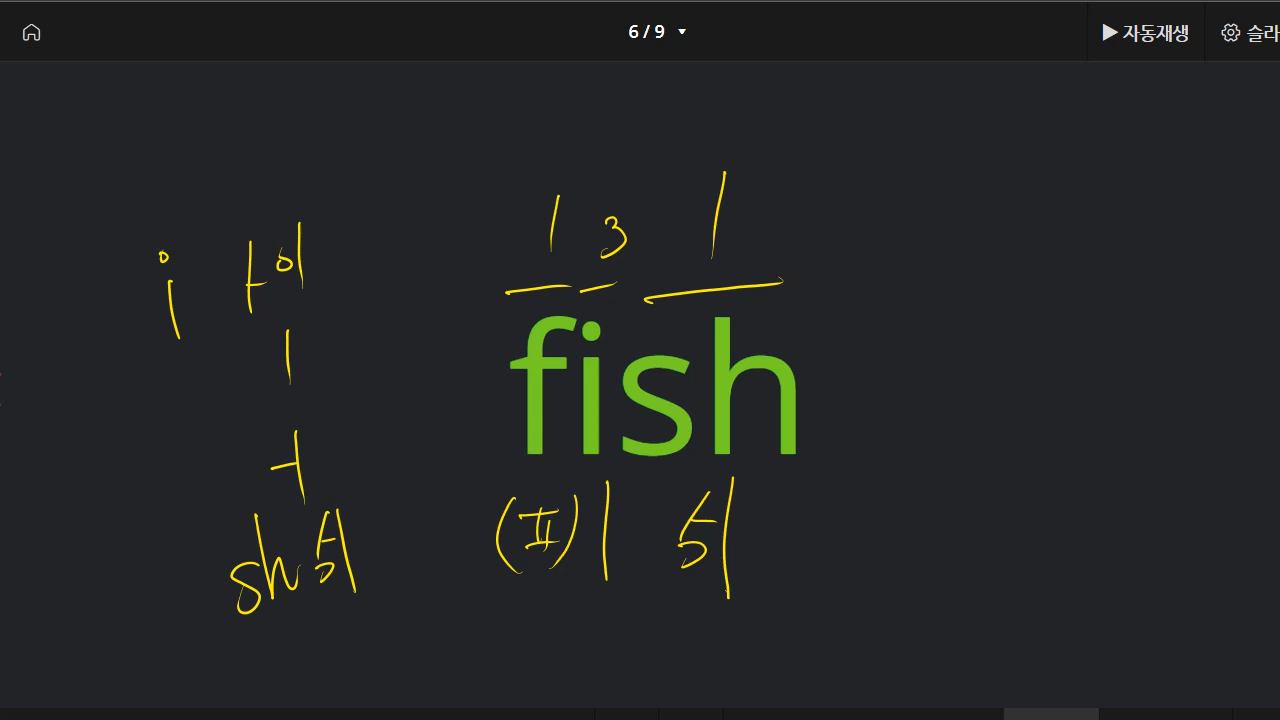 6 / 9
▶ 자동재생
슬라
1 3 1
i ㅏ이
ㅣ
fish
ㅓ
sh 쉬
(ㅍ)ㅣ 쉬